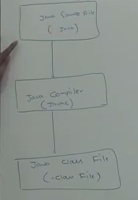 Java Source File
(.Java)
Java Compiler
(Javac)
Java Class File
(.Class File)